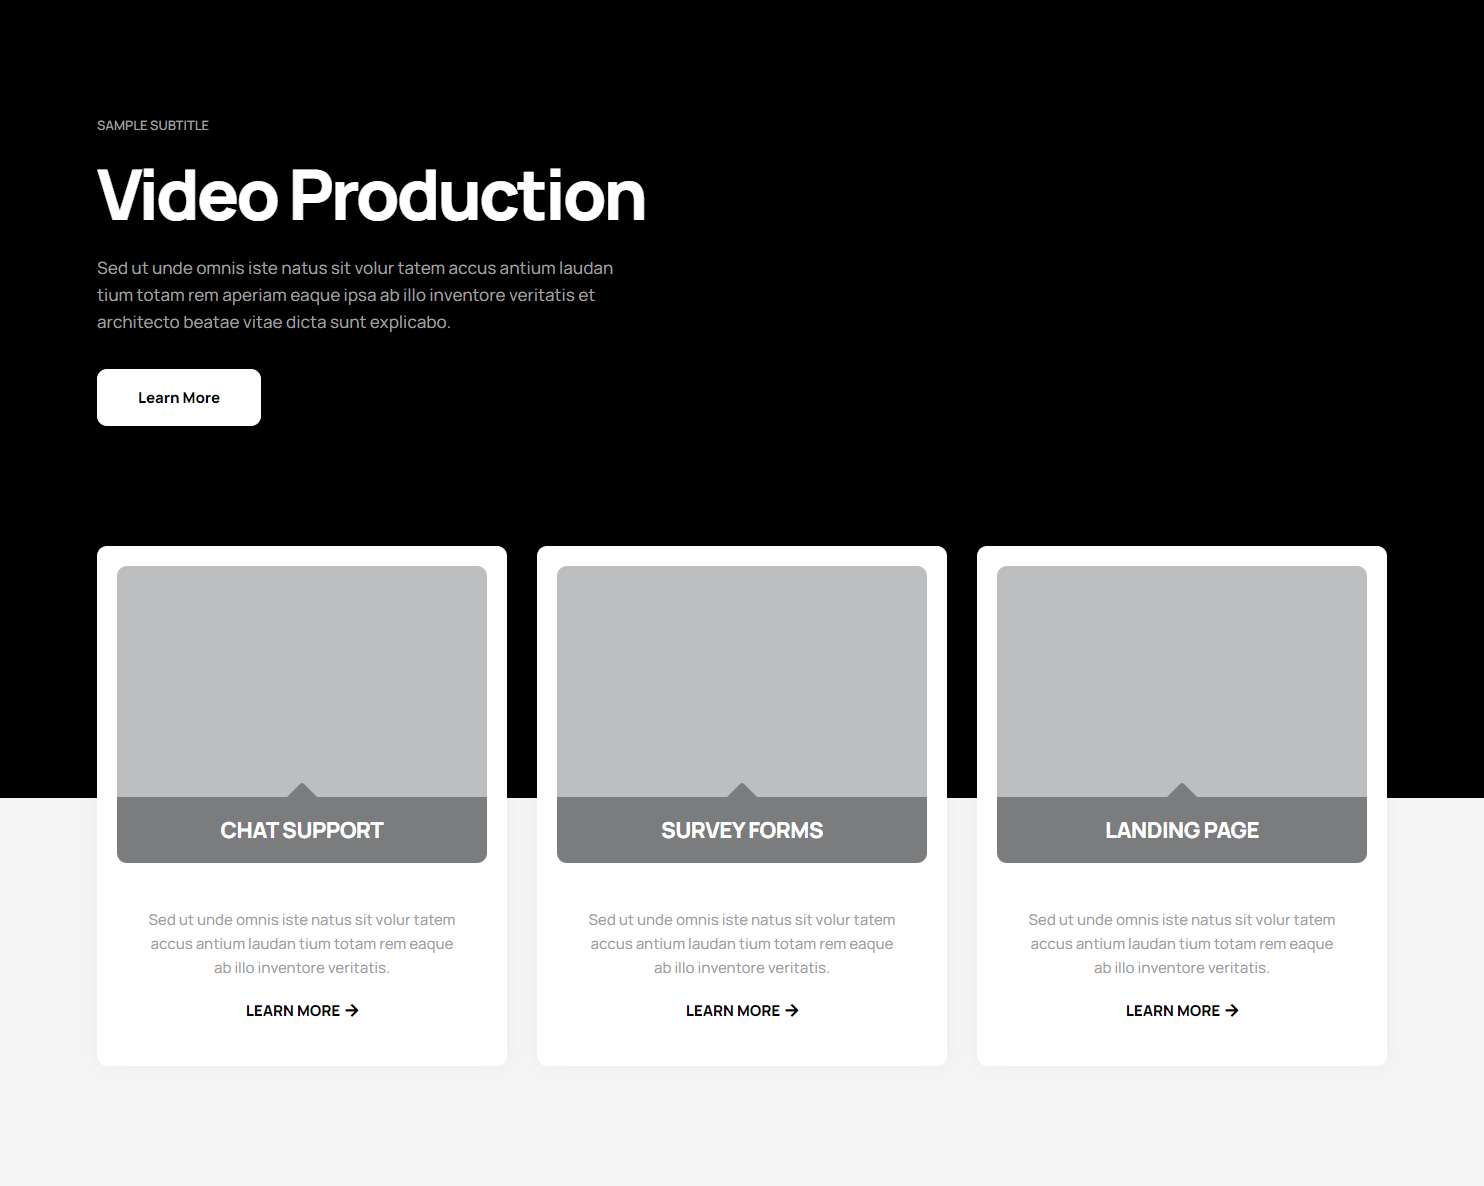 SAMPLE SUBTITLE
Video Production
Sed ut unde omnis iste natus sit volur tatem accus antium laudan
tium totam rem aperiam eaque ipsa ab illo inventore veritatis et
architecto beatae vitae dicta sunt explicabo.
Learn More
CHAT SUPPORT
Sed ut unde omnis iste natus sit volur tatem
accus antium laudan tium totam rem eaque
ab illo inventore veritatis.
LEARN MORE →
SURVEY FORMS
Sed ut unde omnis iste natus sit volur tatem
accus antium laudan tium totam rem eaque
ab illo inventore veritatis.
LEARN MORE →
LANDING PAGE
Sed ut unde omnis iste natus sit volur tatem
accus antium laudan tium totam rem eaque
ab illo inventore veritatis.
LEARN MORE →